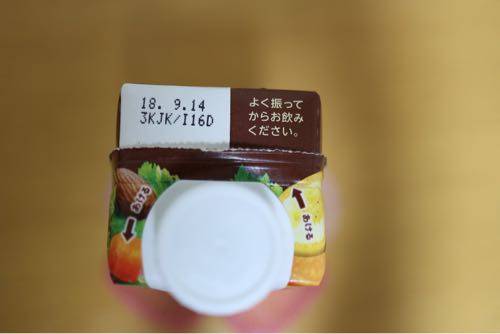 18. 9.14
3KJK/I16D
よく振って
からお飲み
ください。
あける
あける